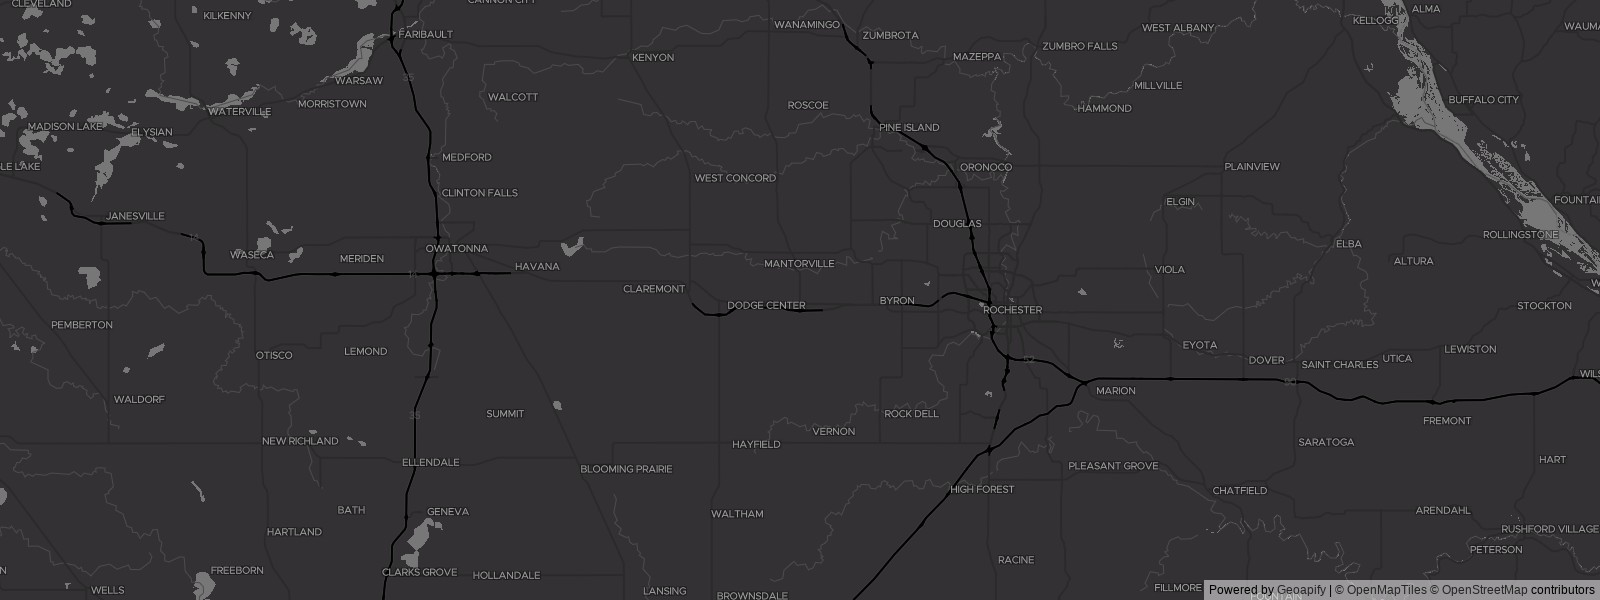 CLEVELAND
KILKENNY
CANNON CITY
FARIBAULT
WANAMINGO
ZUMBROTA
KELLOGG
ALMA
WEST ALBANY
KENYON
MAZEPPA
ZUMBRO FALLS
WARSAW
35
WALCOTT
MILLVILLE
BUFFALO CITY
WATERVILLE
MORRISTOWN
ROSCOE
HAMMOND
MADISON LAKE
ELYSIAN
PINE ISLAND
MEDFORD
ORONOCO
PLAINVIEW
LE LAKE
WEST CONCORD
CLINTON FALLS
ELGIN
JANESVILLE
DOUGLAS
ROLLINGSTONE
WASECA
MERIDEN
OWATONNA
HAVANA
MANTORVILLE
ELBA
ALTURA
VIOLA
CLAREMONT
DODGE CENTER
BYRON
ROCHESTER
STOCKTON
PEMBERTON
OTISCO
LEMOND
EYOTA
DOVER
SAINT CHARLES
UTICA
LEWISTON
WALDORF
SUMMIT
MARION
35
ROCK DELL
VERNON
HAYFIELD
FREMONT
NEW RICHLAND
SARATOGA
ELLENDALE
BLOOMING PRAIRIE
PLEASANT GROVE
HART
HIGH FOREST
CHATFIELD
BATH
GENEVA
WALTHAM
ARENDAHL
HARTLAND
RUSHFORD VILLAGE
PETERSON
RACINE
FREEBORN
CLARKS GROVE
HOLLANDALE
WELLS
LANSING
BROWNSDALE
FILLMORE
FOUNTAIN
Powered by Geoapify | © OpenMapTiles © OpenStreetMap contributors